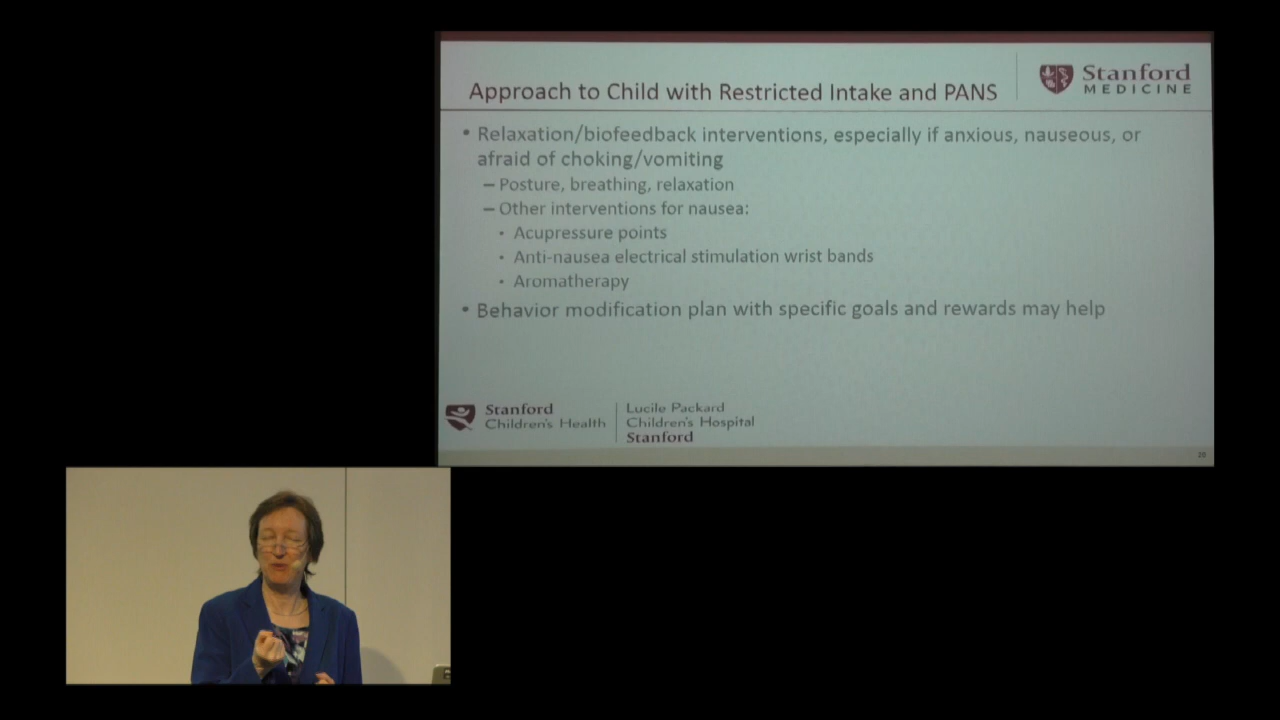 Approach to Child with Restricted Intake and PANS
Stanford
MEDICINE
• Relaxation/biofeedback interventions, especially if anxious, nauseous, or
afraid of choking/vomiting
– Posture, breathing, relaxation
– Other interventions for nausea:
• Acupressure points
• Anti-nausea electrical stimulation wrist bands
• Aromatherapy
• Behavior modification plan with specific goals and rewards may help
Stanford
Children's Health
Lucile Packard
Children's Hospital
Stanford
20